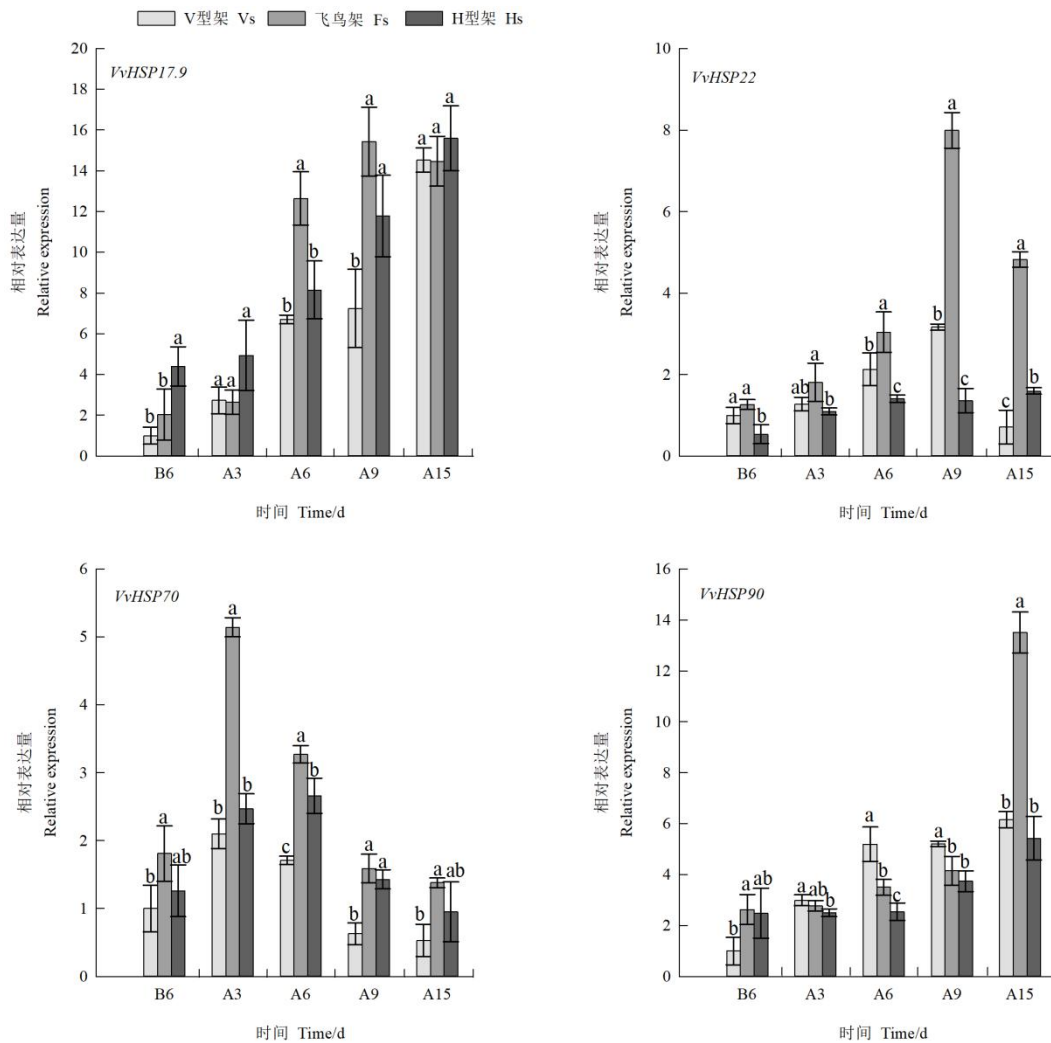 V型架 Vs 飞鸟架 Fs H型架 Hs
VvHSP17.9
相对表达量
Relative expression
20
18
16
14
12
10
8
6
4
2
0
b b a
a a a
b a b
b a a
a a a
B6 A3 A6 A9 A15
时间 Time/d
VvHSP22
相对表达量
Relative expression
10
8
6
4
2
0
a a b
ab a b
b a c
b a c
c a b
B6 A3 A6 A9 A15
时间 Time/d
VvHSP70
相对表达量
Relative expression
6
5
4
3
2
1
0
b a ab
b a b
c a b
b a a
b a ab
B6 A3 A6 A9 A15
时间 Time/d
VvHSP90
相对表达量
Relative expression
16
14
12
10
8
6
4
2
0
b a ab
a ab b
a b c
a b b
b a b
B6 A3 A6 A9 A15
时间 Time/d